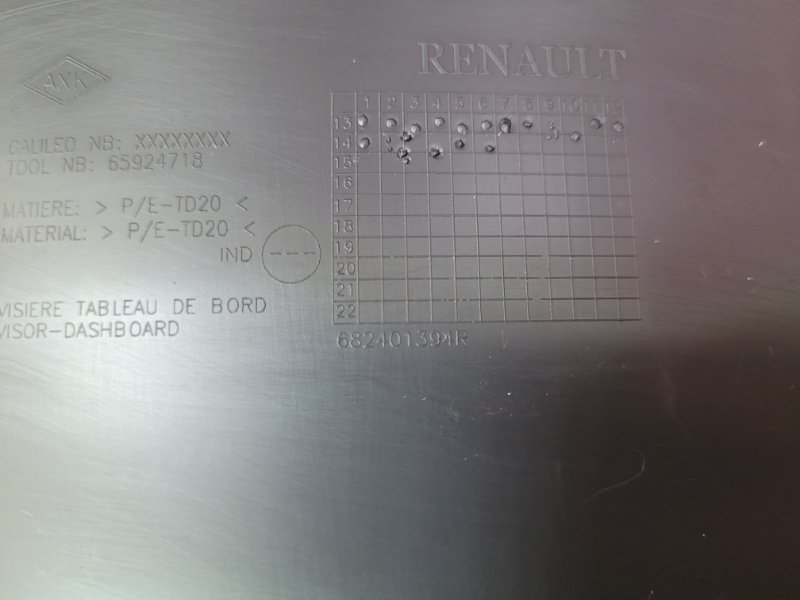 RENAULT
GALILEO NB: XXXXXXXX
TOOL NB: 65924718
MATIERE: > P/E-TD20 <
MATERIAL: > P/E-TD20 <
IND ---
VISIERE TABLEAU DE BORD
VISOR-DASHBOARD
1 2 3 4 5 6 7 8 9 10 11 12
13
14
15
16
17
18
19
20
21
22
682401394R